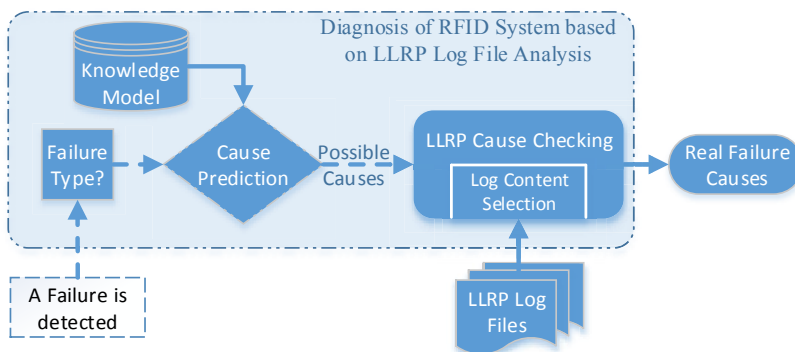 Diagnosis of RFID System based
on LLRP Log File Analysis
Knowledge
Model
Failure
Type?
Cause
Prediction
Possible
Causes
LLRP Cause Checking
Log Content
Selection
Real Failure
Causes
A Failure is
detected
LLRP Log
Files